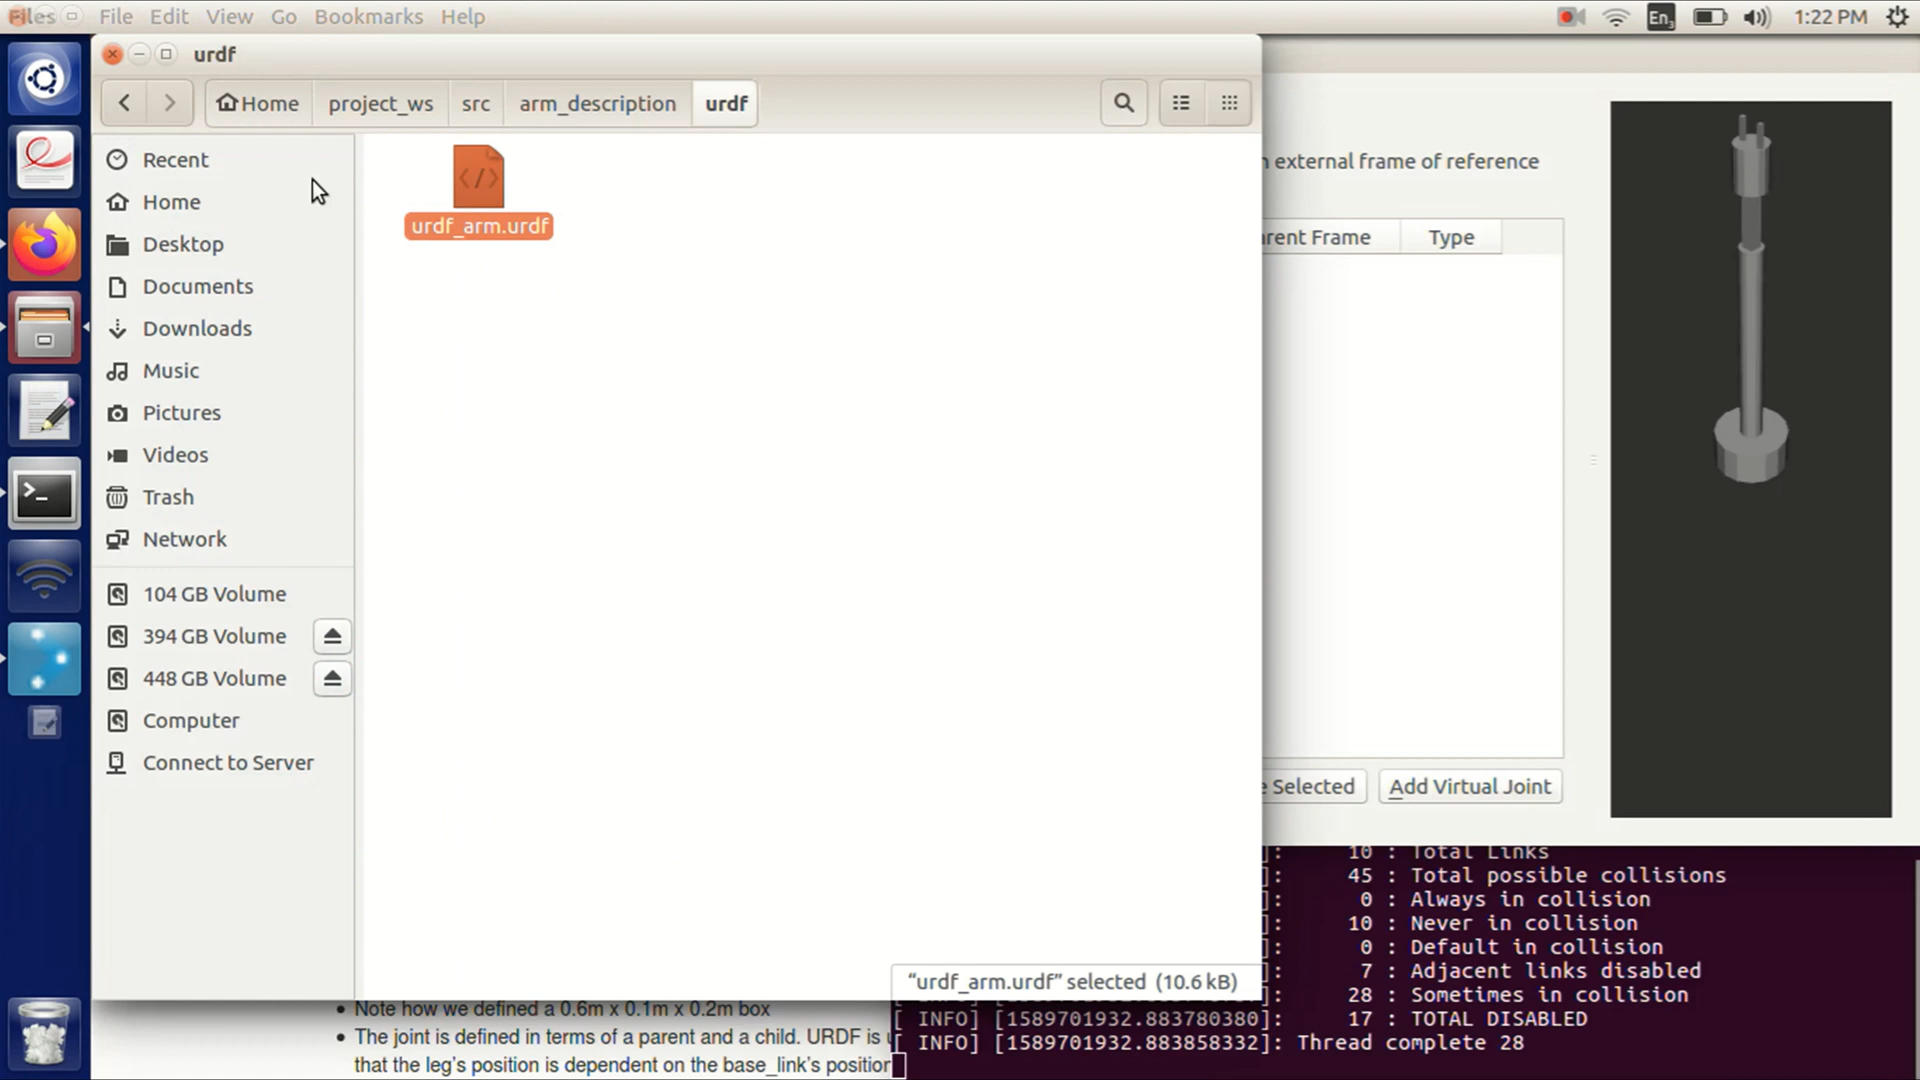 File Edit View Go Bookmarks Help
En
1:22 PM
urdf
Home project_ws src arm_description urdf
Recent
Home
Desktop
Documents
Downloads
Music
Pictures
Videos
Trash
Network
104 GB Volume
394 GB Volume
448 GB Volume
Computer
Connect to Server
urdf_arm.urdf
"urdf_arm.urdf" selected (10.6 kB)
external frame of reference
rent Frame Type
Selected Add Virtual Joint
]: 10 : Total Links
]: 45 : Total possible collisions
]: 0 : Always in collision
]: 10 : Never in collision
]: 0 : Default in collision
]: 7 : Adjacent links disabled
]: 28 : Sometimes in collision
[ INFO] [1589701932.883780380]: 17 : TOTAL DISABLED
[ INFO] [1589701932.883858332]: Thread complete 28
• Note how we defined a 0.6m x 0.1m x 0.2m box
• The joint is defined in terms of a parent and a child. URDF is
that the leg's position is dependent on the base_link's position